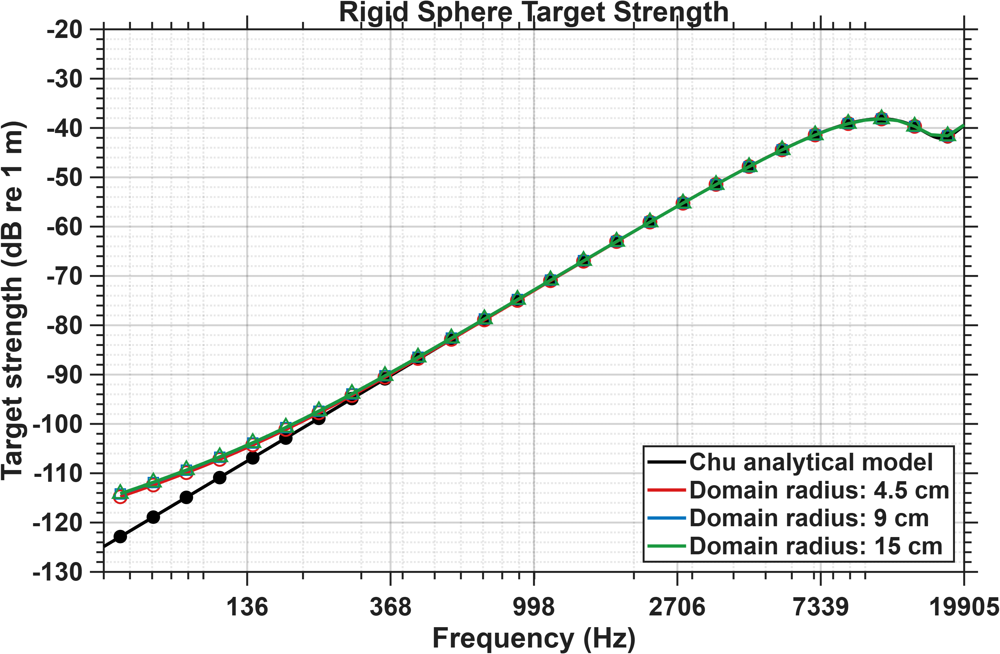 Rigid Sphere Target Strength
Target strength (dB re 1 m)
-20
-30
-40
-50
-60
-70
-80
-90
-100
-110
-120
-130
Chu analytical model
Domain radius: 4.5 cm
Domain radius: 9 cm
Domain radius: 15 cm
136 368 998 2706 7339 19905
Frequency (Hz)